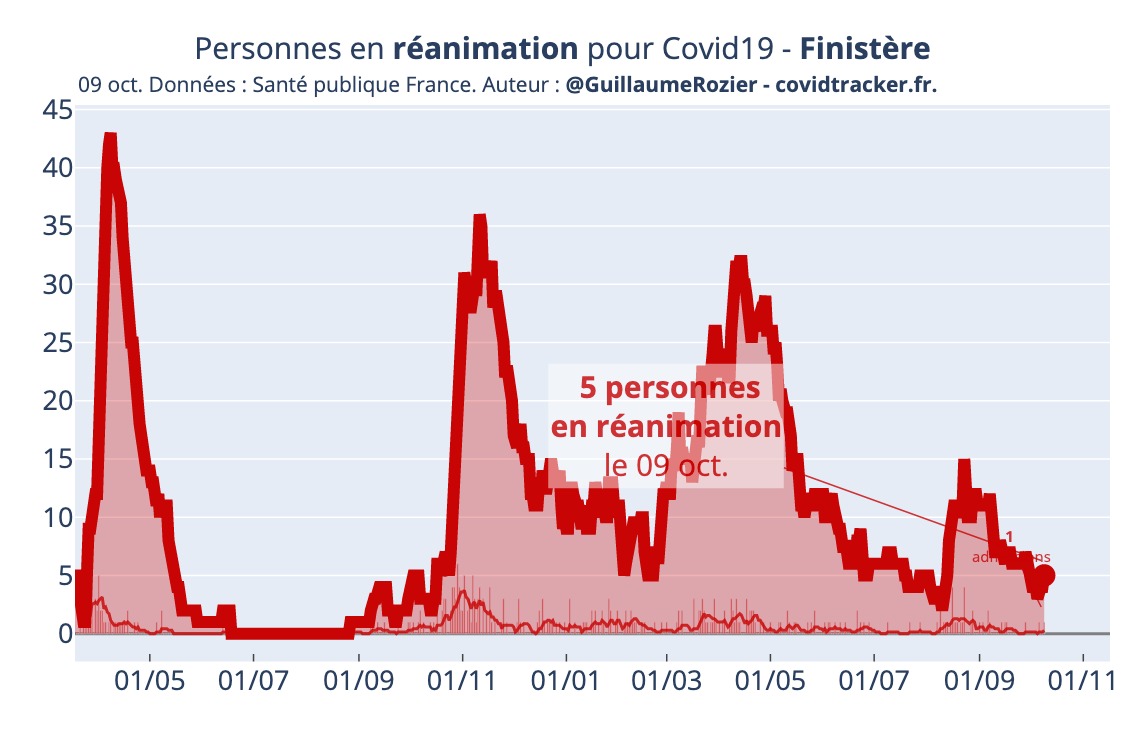 Personnes en réanimation pour Covid19 - Finistère
09 oct. Données : Santé publique France. Auteur : @GuillaumeRozier - covidtracker.fr.
45
40
35
30
25
20
15
10
5
0
5 personnes
en réanimation
le 09 oct.
1
01/05 01/07 01/09 01/11 01/01 01/03 01/05 01/07 01/09 01/11